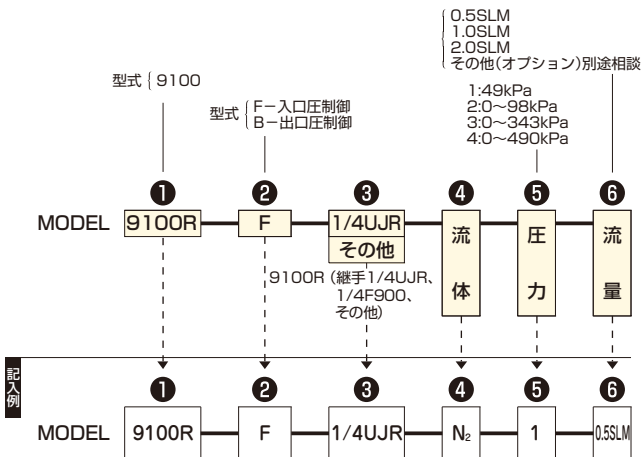 0.5SLM
1.0SLM
2.0SLM
その他(オプション)別途相談
型式 { 9100
型式 { F－入口圧制御
B－出口圧制御
1:49kPa
2:0〜98kPa
3:0〜343kPa
4:0〜490kPa
❶ ❷ ❸ ❹ ❺ ❻
MODEL 9100R F 1/4UJR 流体 圧力 流量
その他
9100R (継手1/4UJR、
1/4F900、
その他)
記入例
❶ ❷ ❸ ❹ ❺ ❻
MODEL 9100R F 1/4UJR N₂ 1 0.5SLM